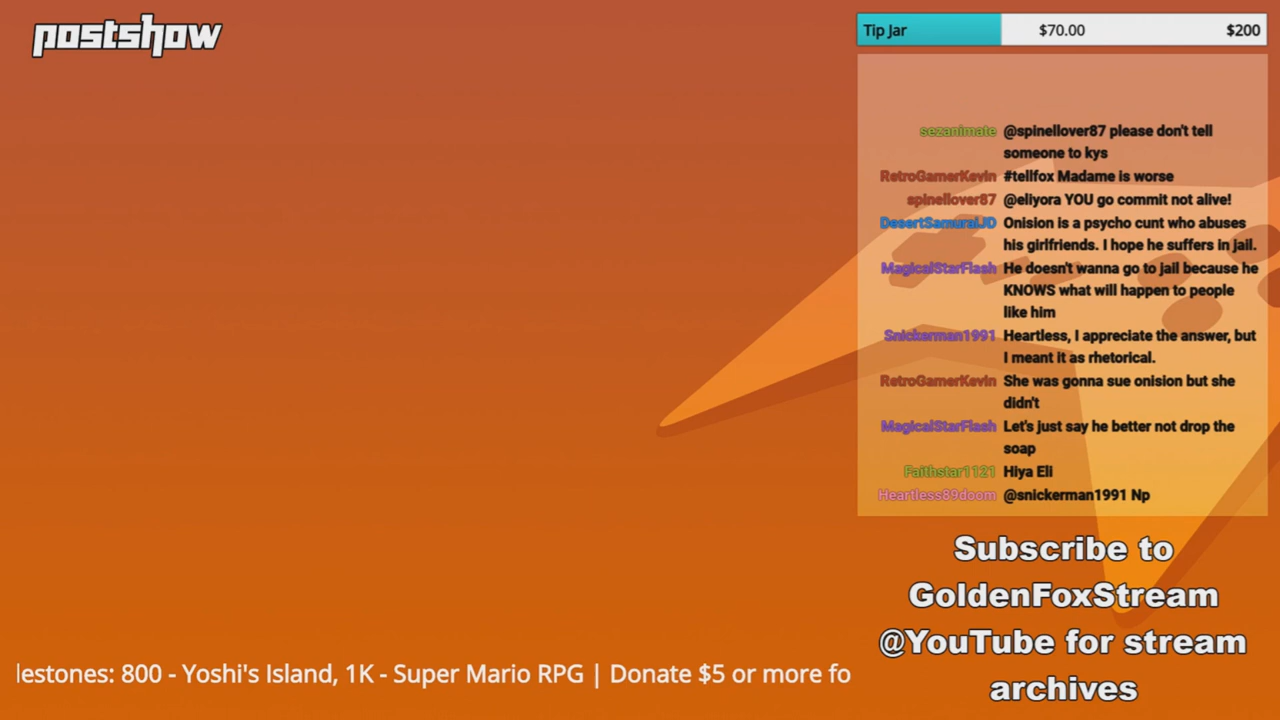 postshow
Tip Jar $70.00 $200
sezanimate @spinellover87 please don't tell
someone to kys
RetroGamerKevin #tellfox Madame is worse
spinellover87 @eliyora YOU go commit not alive!
DesertSamuraiJD Onision is a psycho cunt who abuses
his girlfriends. I hope he suffers in jail.
MagicalStarFlash He doesn't wanna go to jail because he
KNOWS what will happen to people
like him
Snickerman1991 Heartless, I appreciate the answer, but
I meant it as rhetorical.
RetroGamerKevin She was gonna sue onision but she
didn't
MagicalStarFlash Let's just say he better not drop the
soap
Faithstar1121 Hiya Eli
Heartless89doom @snickerman1991 Np
Subscribe to
GoldenFoxStream
@YouTube for stream
archives
lestones: 800 - Yoshi's Island, 1K - Super Mario RPG | Donate $5 or more fo